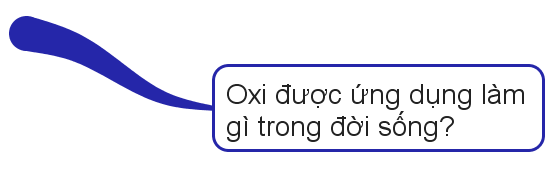 Oxi được ứng dụng làm
gì trong đời sống?